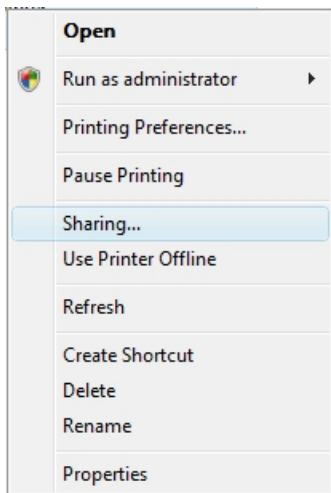 Open
Run as administrator
Printing Preferences...
Pause Printing
Sharing...
Use Printer Offline
Refresh
Create Shortcut
Delete
Rename
Properties